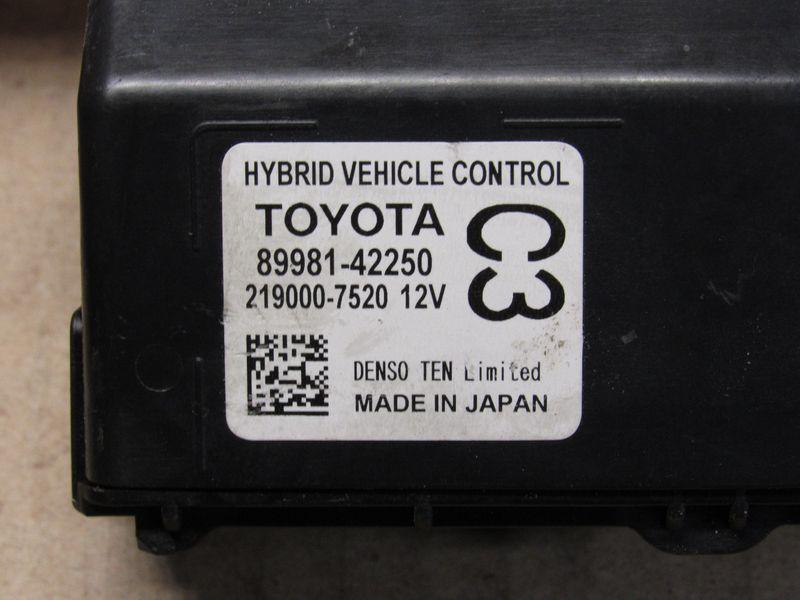 HYBRID VEHICLE CONTROL
TOYOTA
89981-42250
219000-7520 12V
C3
DENSO TEN Limited
MADE IN JAPAN